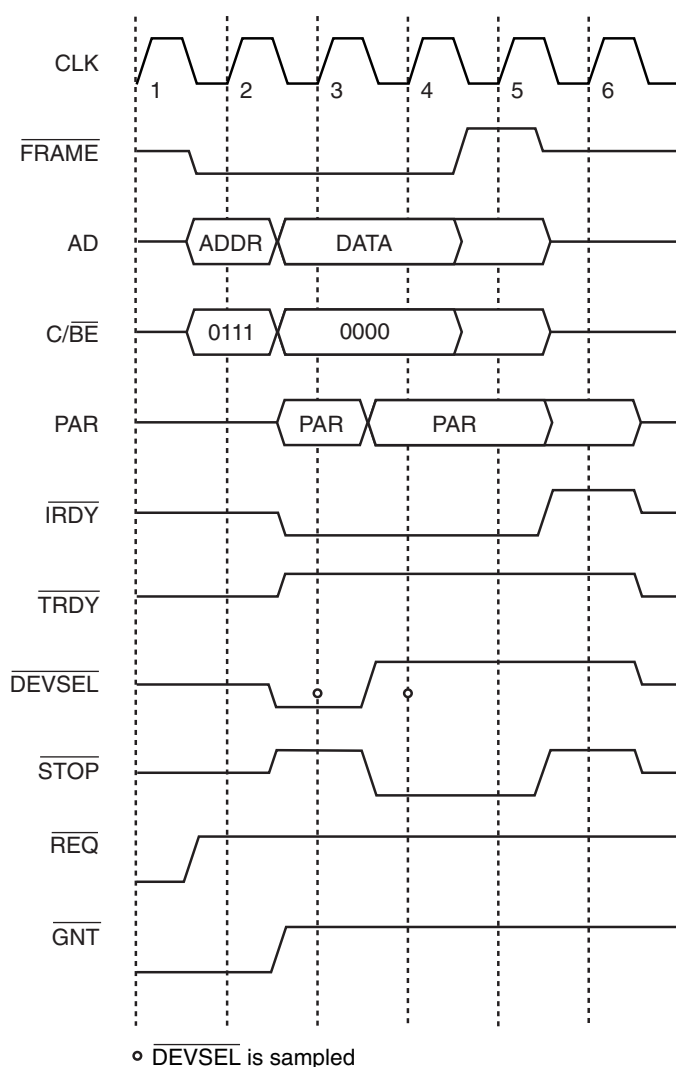 CLK
1 2 3 4 5 6
FRAME
AD ADDR DATA
C/BE 0111 0000
PAR PAR PAR
IRDY
TRDY
DEVSEL
STOP
REQ
GNT
DEVSEL is sampled